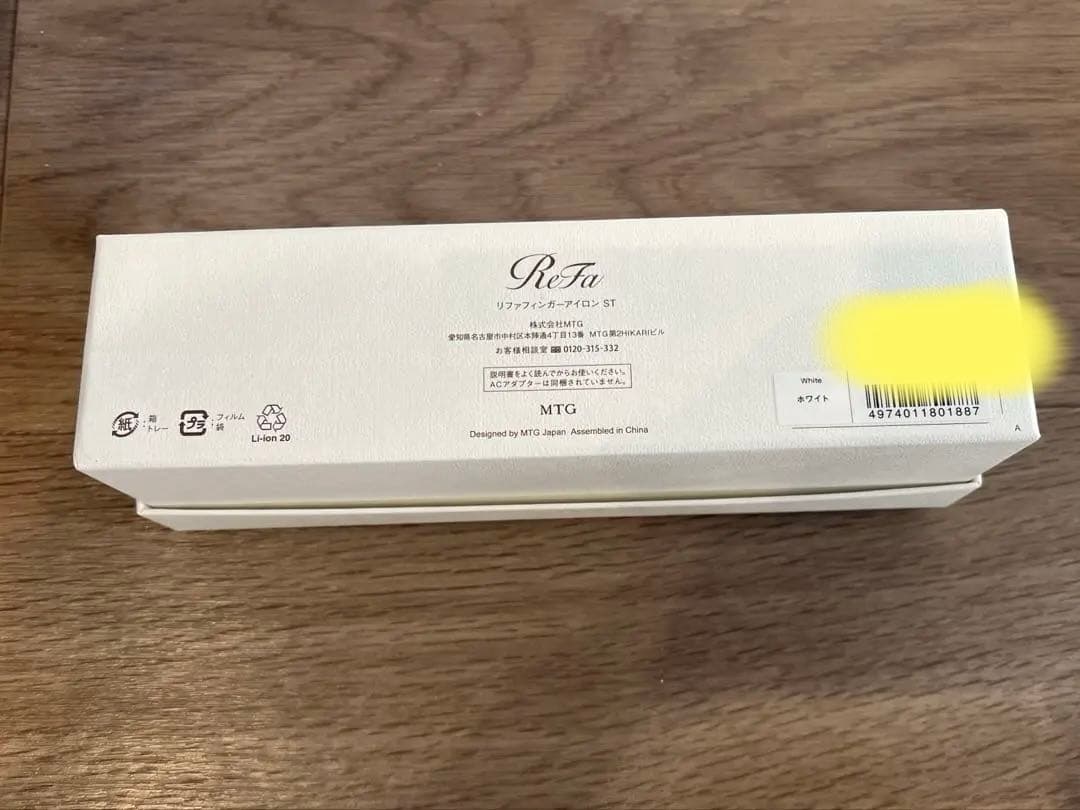 ReFa
リファフィンガーアイロン ST
株式会社MTG
愛知県名古屋市中村区本陣通4丁目13番 MTG第2HIKARIビル
お客様相談室 0120-315-332
説明書をよく読んでからお使いください。
ACアダプターは同梱されていません。
MTG
Designed by MTG Japan Assembled in China
紙
:箱
:トレー
プラ
:フィルム
:袋
Li-ion 20
White
ホワイト
4974011801887
A